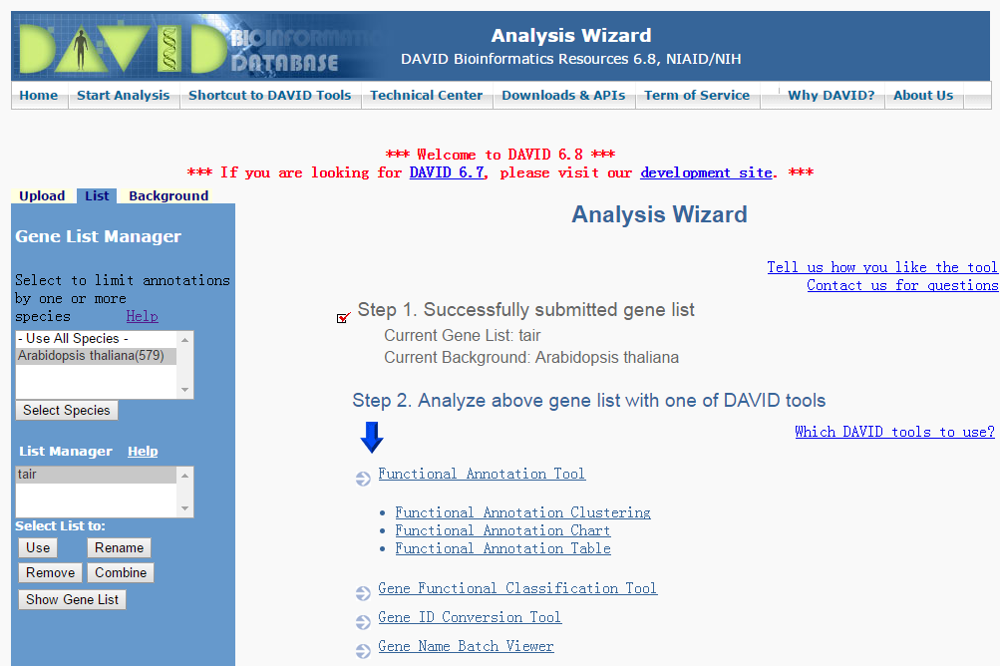 DAVID BIOINFORMATICS
DATABASE
Analysis Wizard
DAVID Bioinformatics Resources 6.8, NIAID/NIH
Home Start Analysis Shortcut to DAVID Tools Technical Center Downloads & APIs Term of Service Why DAVID? About Us
*** Welcome to DAVID 6.8 ***
*** If you are looking for DAVID 6.7, please visit our development site. ***
Upload List Background
Gene List Manager
Select to limit annotations
by one or more
species Help
- Use All Species -
Arabidopsis thaliana(579)
Select Species
List Manager Help
tair
Select List to:
Use Rename
Remove Combine
Show Gene List
Analysis Wizard
Tell us how you like the tool
Contact us for questions
Step 1. Successfully submitted gene list
Current Gene List: tair
Current Background: Arabidopsis thaliana
Step 2. Analyze above gene list with one of DAVID tools
Which DAVID tools to use?
Functional Annotation Tool
• Functional Annotation Clustering
• Functional Annotation Chart
• Functional Annotation Table
Gene Functional Classification Tool
Gene ID Conversion Tool
Gene Name Batch Viewer